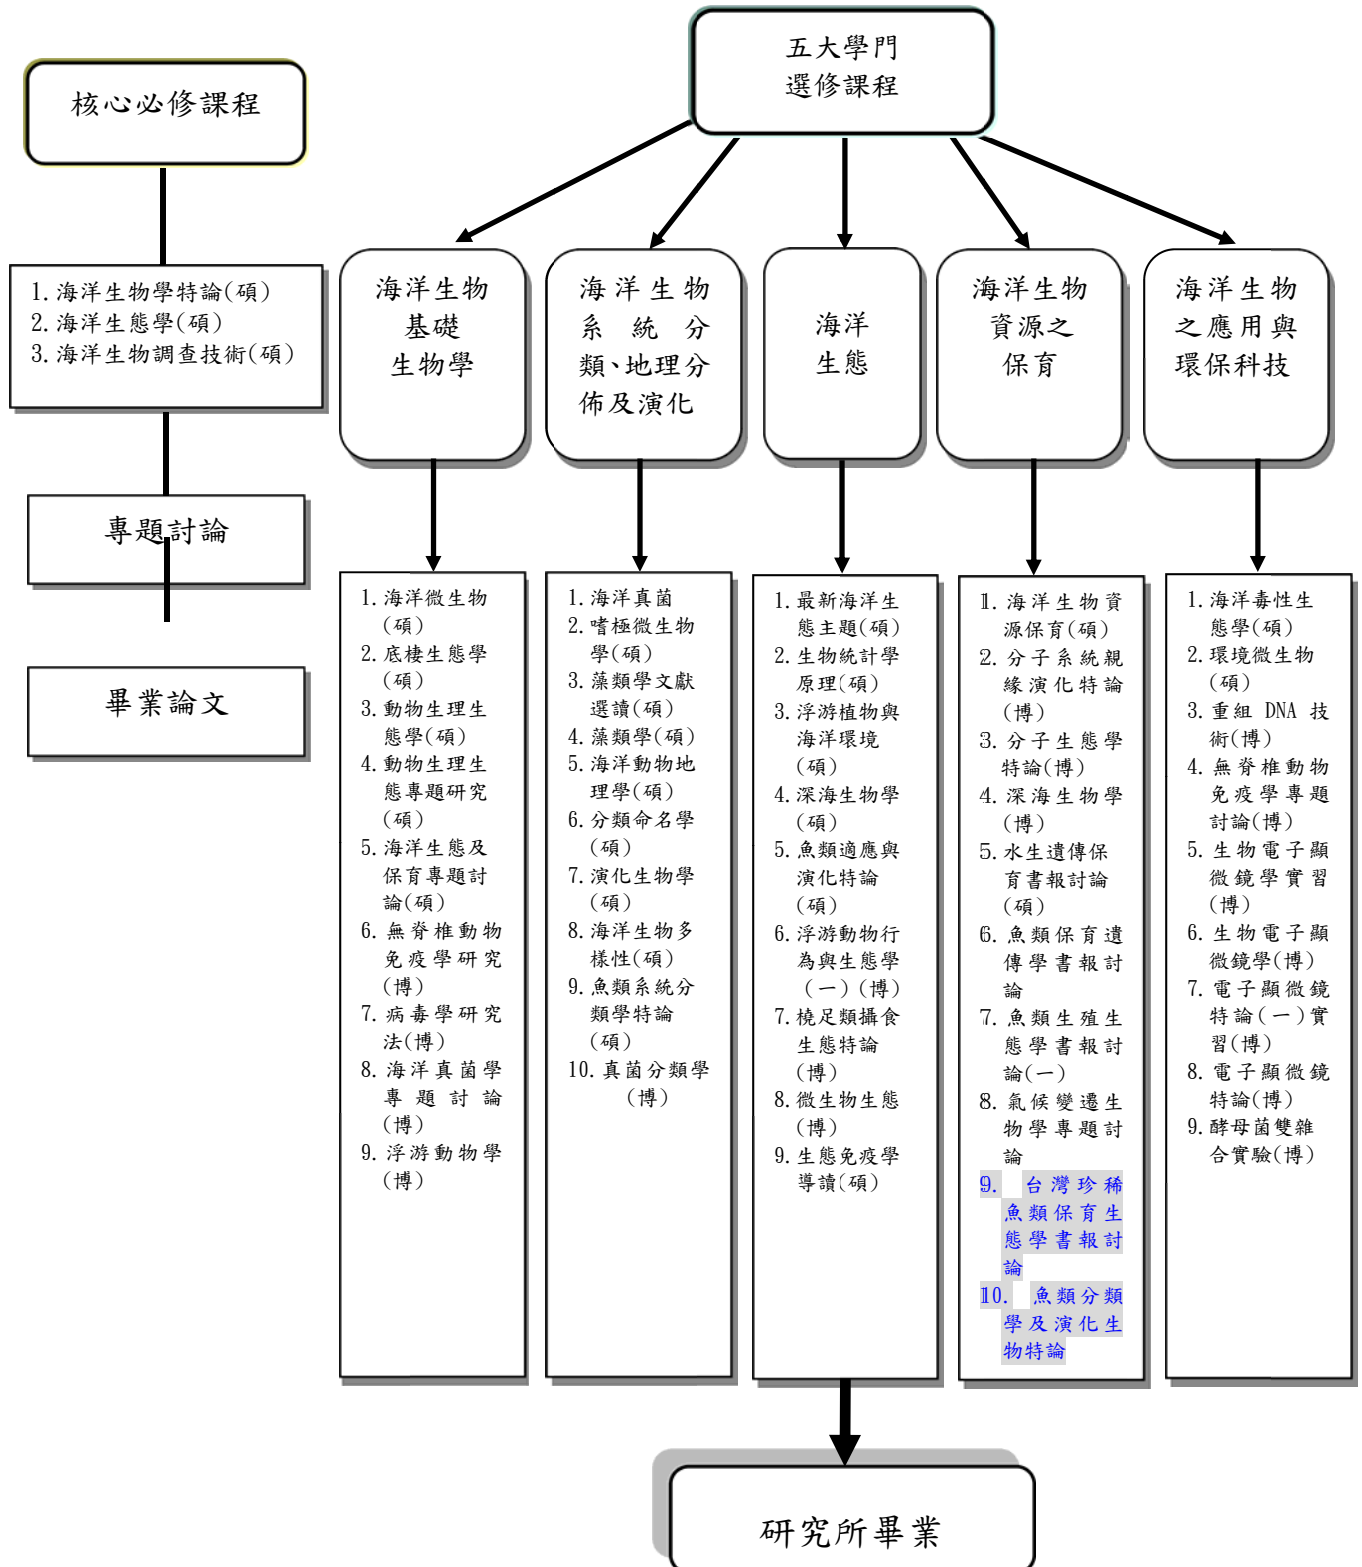 核心必修課程
1.海洋生物學特論(碩)
2.海洋生態學(碩)
3.海洋生物調查技術(碩)
專題討論
畢業論文
五大學門
選修課程
海洋生物
基礎
生物學
海洋生物
系統分
類、地理分
佈及演化
海洋
生態
海洋生物
資源之
保育
海洋生物
之應用與
環保科技
1.海洋微生物
(碩)
2.底棲生態學
(碩)
3.動物生理生
態學(碩)
4.動物生理生
態專題研究
(碩)
5.海洋生態及
保育專題討
論(碩)
6.無脊椎動物
免疫學研究
(博)
7.病毒學研究
法(博)
8.海洋真菌學
專題討論
(博)
9.浮游動物學
(博)
1.海洋真菌
2.嗜極微生物
學(碩)
3.藻類學文獻
選讀(碩)
4.藻類學(碩)
5.海洋動物地
理學(碩)
6.分類命名學
(碩)
7.演化生物學
(碩)
8.海洋生物多
樣性(碩)
9.魚類系統分
類學特論
(碩)
10.真菌分類學
(博)
1.最新海洋生
態主題(碩)
2.生物統計學
原理(碩)
3.浮游植物與
海洋環境
(碩)
4.深海生物學
(碩)
5.魚類適應與
演化特論
(碩)
6.浮游動物行
為與生態學
(一)(博)
7.橈足類攝食
生態特論
(博)
8.微生物生態
(博)
9.生態免疫學
導讀(碩)
1.海洋生物資
源保育(碩)
2.分子系統親
緣演化特論
(博)
3.分子生態學
特論(博)
4.深海生物學
(博)
5.水生遺傳保
育書報討論
(碩)
6.魚類保育遺
傳學書報討
論
7.魚類生殖生
態學書報討
論(一)
8.氣候變遷生
物學專題討
論
9. 台灣珍稀
魚類保育生
態學書報討
論
10. 魚類分類
學及演化生
物特論
1.海洋毒性生
態學(碩)
2.環境微生物
(碩)
3.重組 DNA 技
術(博)
4.無脊椎動物
免疫學專題
討論(博)
5.生物電子顯
微鏡學實習
(博)
6.生物電子顯
微鏡學(博)
7.電子顯微鏡
特論(一)實
習(博)
8.電子顯微鏡
特論(博)
9.酵母菌雙雜
合實驗(博)
研究所畢業